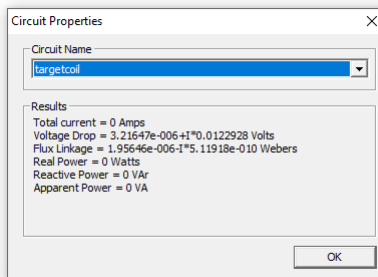 Circuit Properties
Circuit Name
targetcoil
Results
Total current = 0 Amps
Voltage Drop = 3.21647e-006+I*0.0122928 Volts
Flux Linkage = 1.95646e-006-I*5.11918e-010 Webers
Real Power = 0 Watts
Reactive Power = 0 VAr
Apparent Power = 0 VA
OK